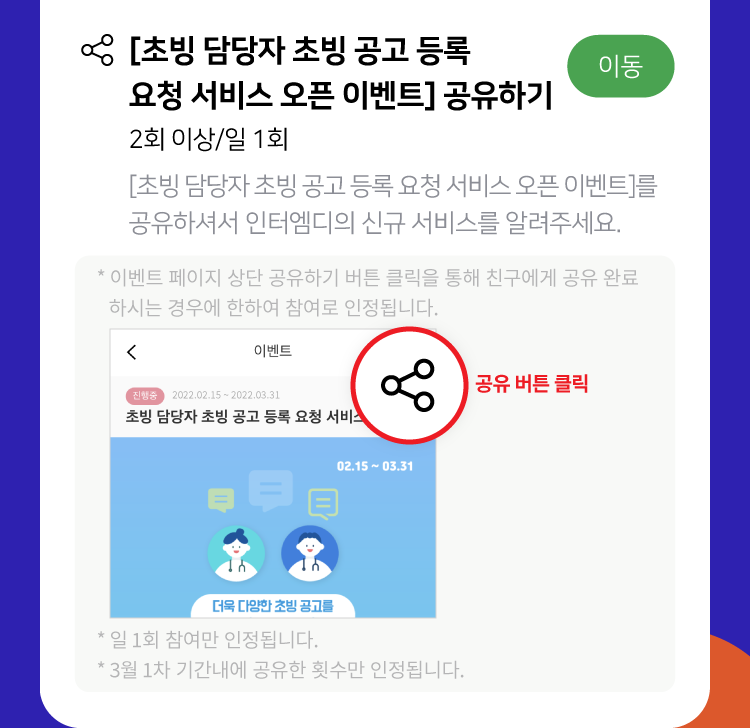 [초빙 담당자 초빙 공고 등록
요청 서비스 오픈 이벤트] 공유하기
이동
2회 이상/일 1회
[초빙 담당자 초빙 공고 등록 요청 서비스 오픈 이벤트]를
공유하셔서 인터엠디의 신규 서비스를 알려주세요.
* 이벤트 페이지 상단 공유하기 버튼 클릭을 통해 친구에게 공유 완료
하시는 경우에 한하여 참여로 인정됩니다.
이벤트
진행중 2022.02.15 ~ 2022.03.31
초빙 담당자 초빙 공고 등록 요청 서비스
공유 버튼 클릭
02.15 ~ 03.31
더욱 다양한 초빙 공고를
* 일 1회 참여만 인정됩니다.
* 3월 1차 기간내에 공유한 횟수만 인정됩니다.